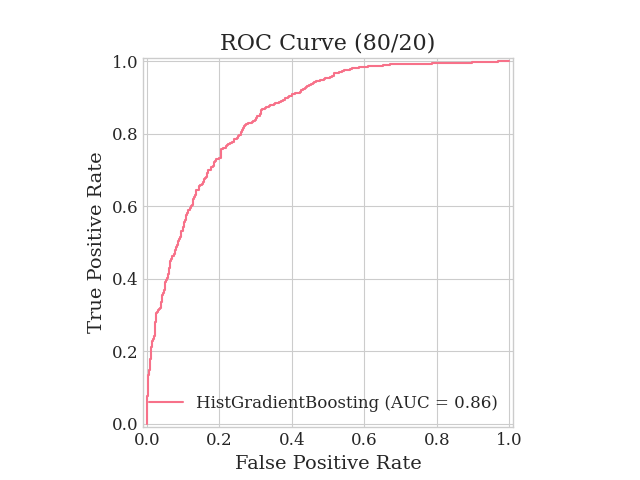 ROC Curve (80/20)
True Positive Rate
1.0
0.8
0.6
0.4
0.2
0.0
HistGradientBoosting (AUC = 0.86)
0.0 0.2 0.4 0.6 0.8 1.0
False Positive Rate